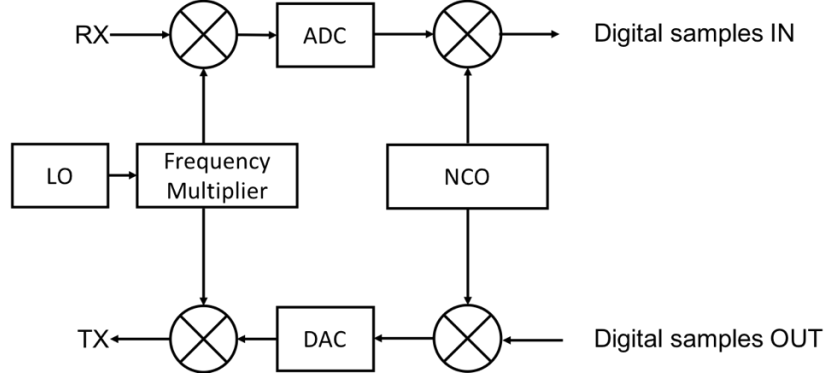 RX
ADC
Digital samples IN
LO
Frequency
Multiplier
NCO
TX
DAC
Digital samples OUT